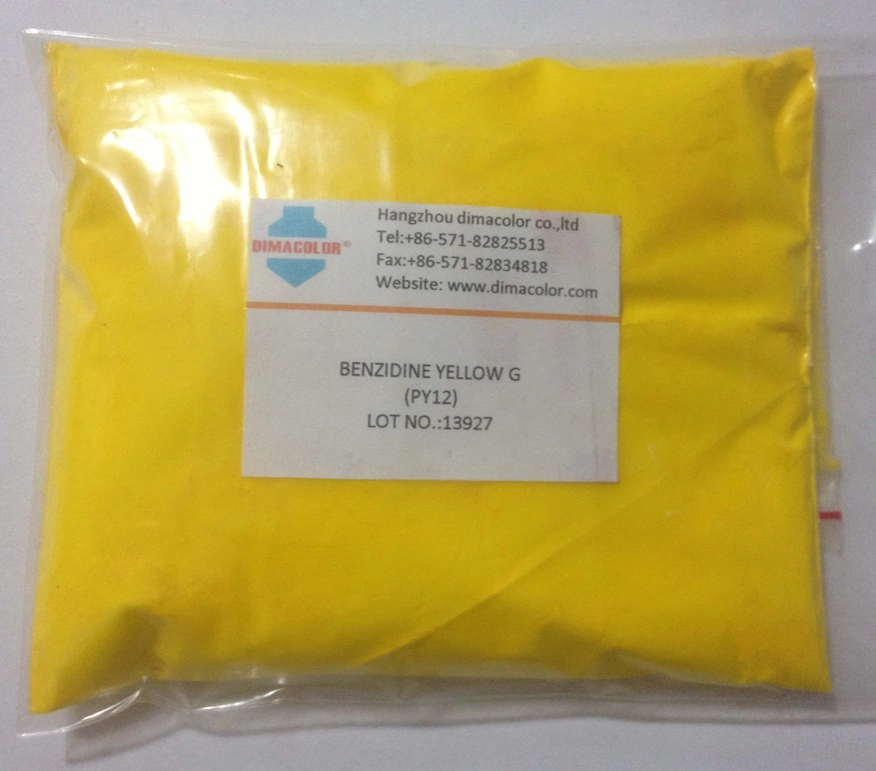 DIMACOLOR®
Hangzhou dimacolor co.,ltd
Tel:+86-571-82825513
Fax:+86-571-82834818
Website: www.dimacolor.com
BENZIDINE YELLOW G
(PY12)
LOT NO.:13927